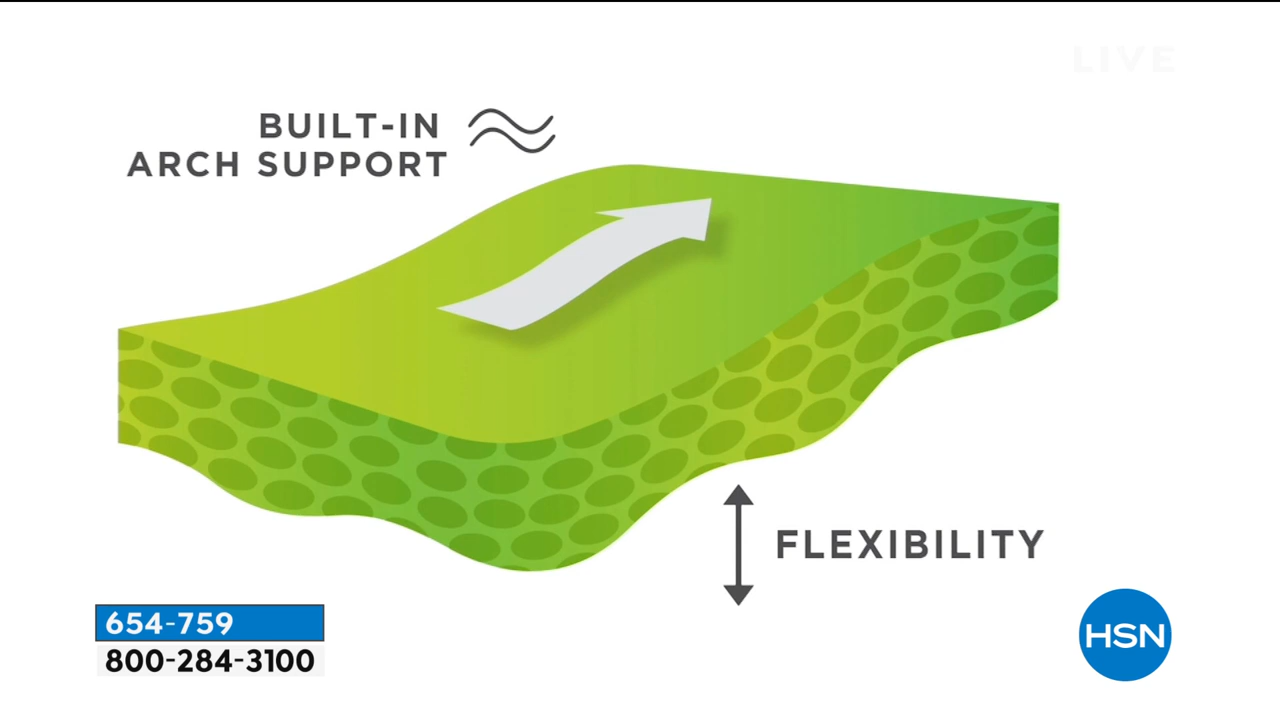 LIVE
BUILT-IN
ARCH SUPPORT
FLEXIBILITY
654-759
800-284-3100
HSN